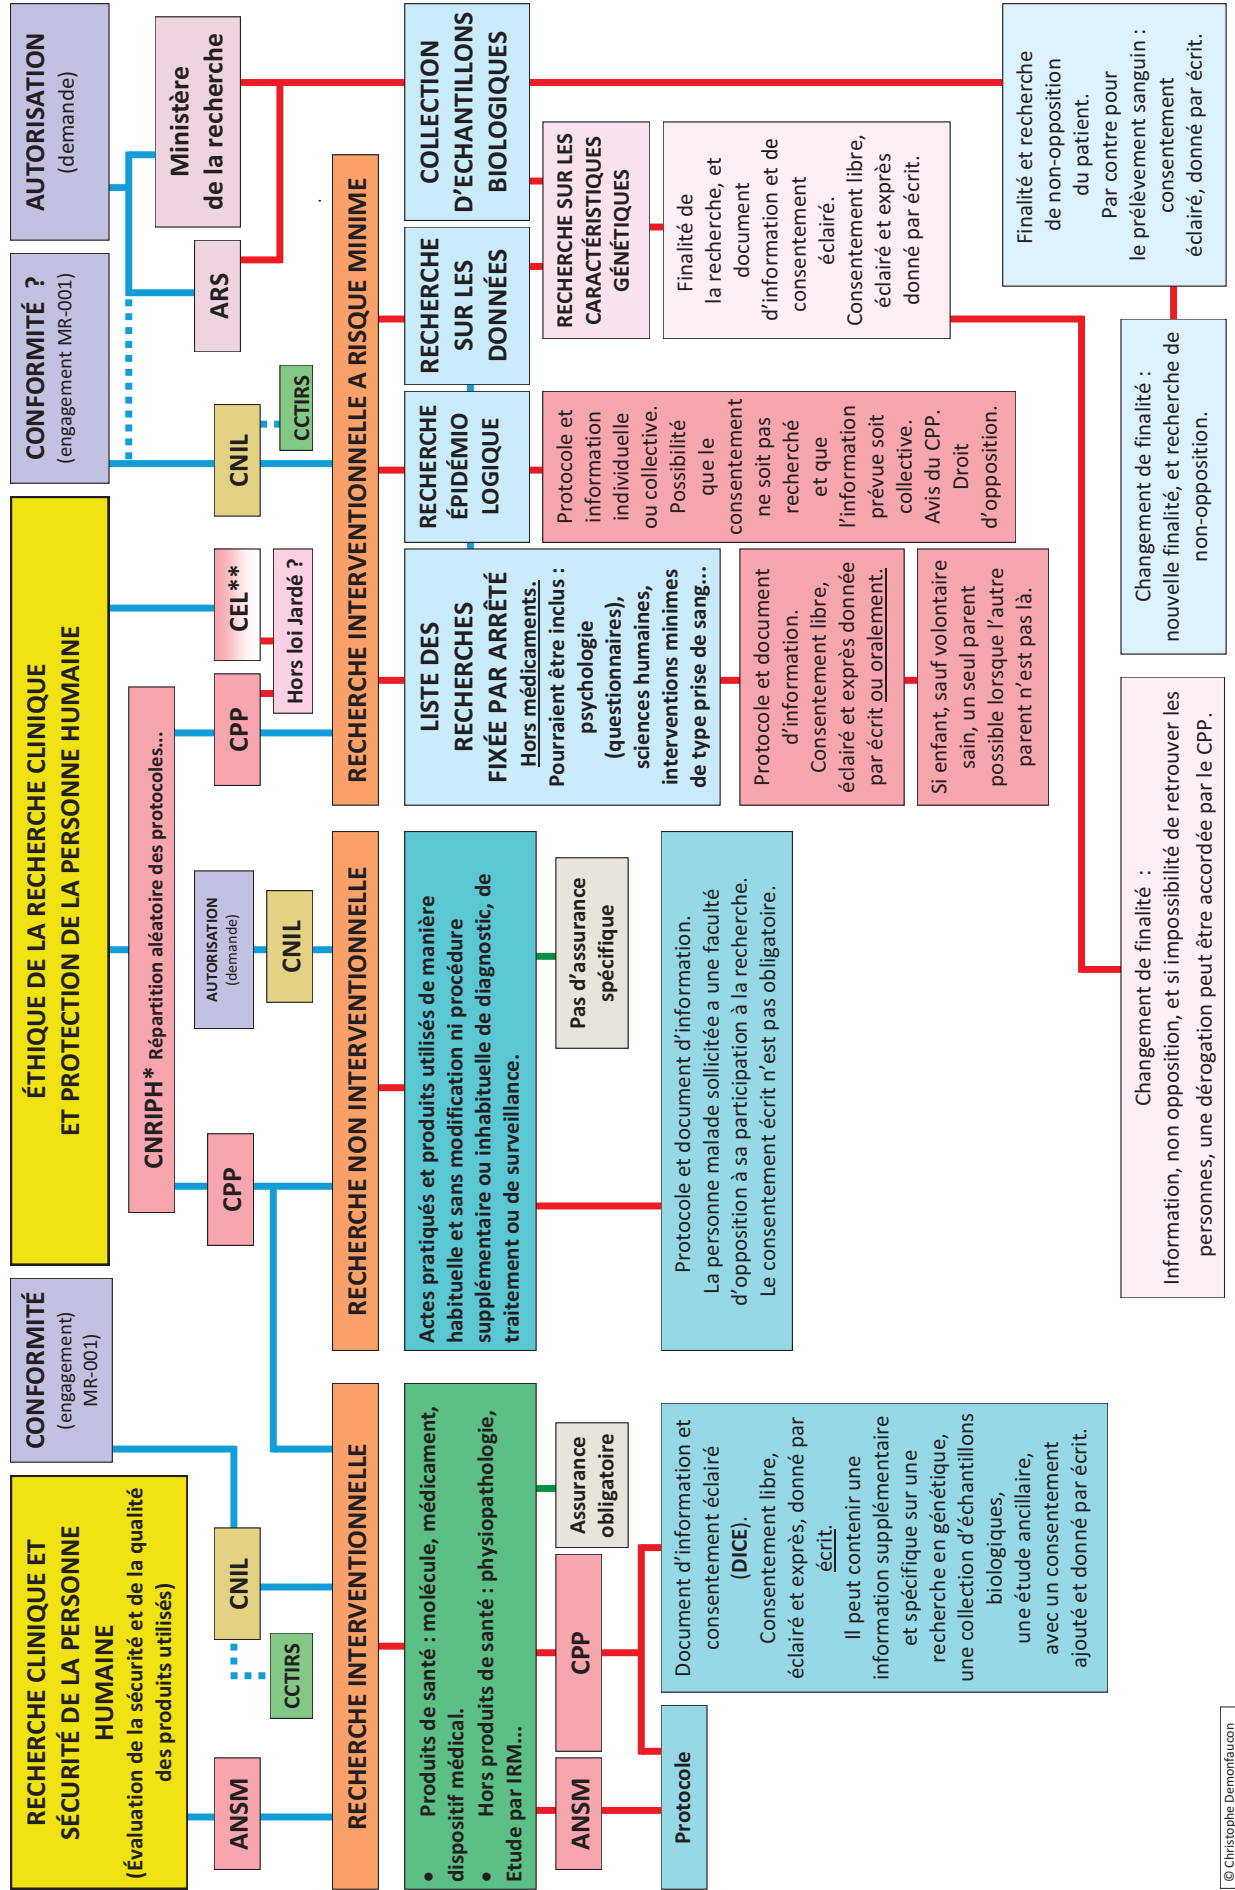 RECHERCHE CLINIQUE ET
SÉCURITÉ DE LA PERSONNE
HUMAINE
(Évaluation de la sécurité et de la qualité
des produits utilisés)
CONFORMITÉ
(engagement)
MR-001)
ÉTHIQUE DE LA RECHERCHE CLINIQUE
ET PROTECTION DE LA PERSONNE HUMAINE
CONFORMITÉ ?
(engagement MR-001)
AUTORISATION
(demande)
CNRIPH* Répartition aléatoire des protocoles...
ANSM
CCTIRS
CNIL
CPP
AUTORISATION
(demande)
CNIL
CPP
CEL**
Hors loi Jardé ?
CNIL
CCTIRS
ARS
Ministère
de la recherche
RECHERCHE INTERVENTIONNELLE
RECHERCHE NON INTERVENTIONNELLE
RECHERCHE INTERVENTIONNELLE A RISQUE MINIME
• Produits de santé : molécule, médicament,
dispositif médical.
• Hors produits de santé : physiopathologie,
Etude par IRM...
ANSM
CPP
Assurance
obligatoire
Protocole
Document d'information et
consentement éclairé
(DICE).
Consentement libre,
éclairé et exprès, donné par
écrit.
Il peut contenir une
information supplémentaire
et spécifique sur une
recherche en génétique,
une collection d'échantillons
biologiques,
une étude ancillaire,
avec un consentement
ajouté et donné par écrit.
Actes pratiqués et produits utilisés de manière
habituelle et sans modification ni procédure
supplémentaire ou inhabituelle de diagnostic, de
traitement ou de surveillance.
Pas d'assurance
spécifique
Protocole et document d'information.
La personne malade sollicitée a une faculté
d'opposition à sa participation à la recherche.
Le consentement écrit n'est pas obligatoire.
LISTE DES
RECHERCHES
FIXÉE PAR ARRÊTÉ
Hors médicaments.
Pourraient être inclus :
psychologie
(questionnaires),
sciences humaines,
interventions minimes
de type prise de sang...
Protocole et document
d'information.
Consentement libre,
éclairé et exprès donnée
par écrit ou oralement.
Si enfant, sauf volontaire
sain, un seul parent
possible lorsque l'autre
parent n'est pas là.
RECHERCHE
ÉPIDÉMIO
LOGIQUE
Protocole et
information
individuelle
ou collective.
Possibilité
que le
consentement
ne soit pas
recherché
et que
l'information
prévue soit
collective.
Avis du CPP.
Droit
d'opposition.
RECHERCHE
SUR LES
DONNÉES
COLLECTION
D'ECHANTILLONS
BIOLOGIQUES
RECHERCHE SUR LES
CARACTÉRISTIQUES
GÉNÉTIQUES
Finalité de
la recherche, et
document
d'information et de
consentement
éclairé.
Consentement libre,
éclairé et exprès
donné par écrit.
Finalité et recherche
de non-opposition
du patient.
Par contre pour
le prélèvement sanguin :
consentement
éclairé, donné par écrit.
Changement de finalité :
nouvelle finalité, et recherche de
non-opposition.
Changement de finalité :
Information, non opposition, et si impossibilité de retrouver les
personnes, une dérogation peut être accordée par le CPP.
© Christophe Demonfaucon